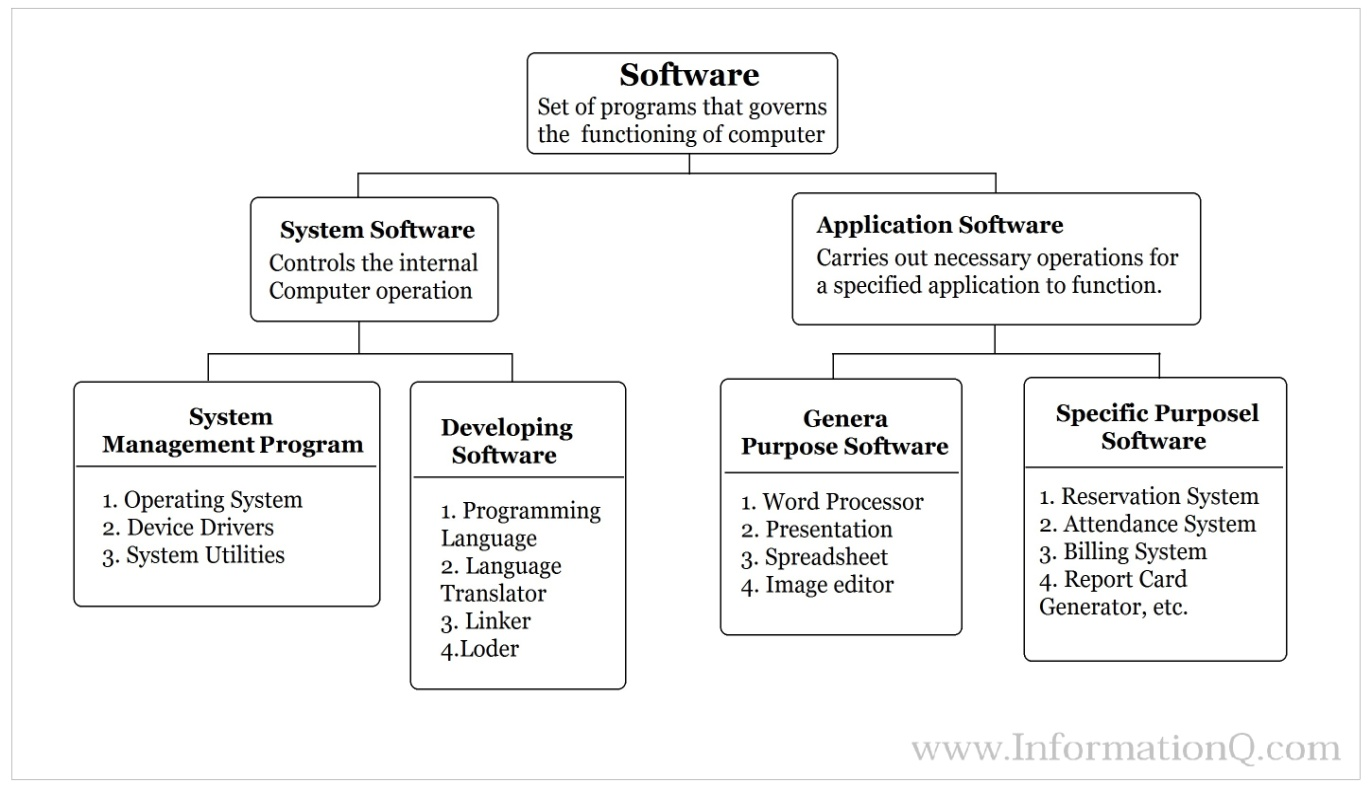 Software
Set of programs that governs
the functioning of computer
System Software
Controls the internal
Computer operation
Application Software
Carries out necessary operations for
a specified application to function.
System
Management Program
1. Operating System
2. Device Drivers
3. System Utilities
Developing
Software
1. Programming
Language
2. Language
Translator
3. Linker
4.Loder
Genera
Purpose Software
1. Word Processor
2. Presentation
3. Spreadsheet
4. Image editor
Specific Purposel
Software
1. Reservation System
2. Attendance System
3. Billing System
4. Report Card
Generator, etc.
www.InformationQ.com